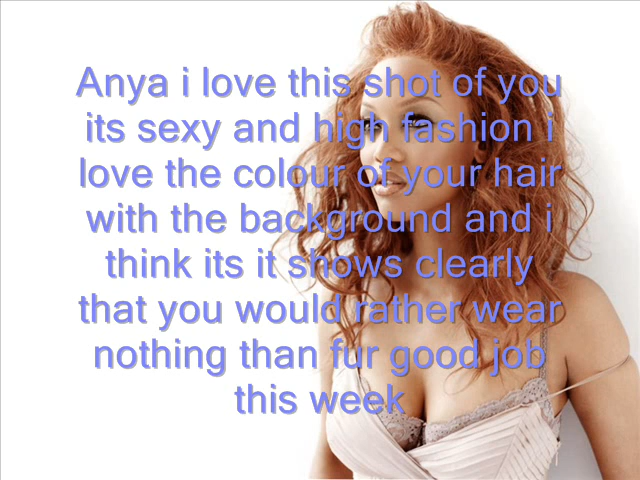 Anya i love this shot of you
its sexy and high fashion i
love the colour of your hair
with the background and i
think its it shows clearly
that you would rather wear
nothing than fur good job
this week